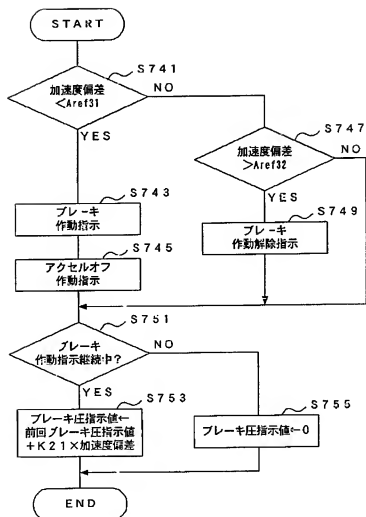 START
S741
加速度偏差
<Aref31
NO
YES
S747
加速度偏差
>Aref32
NO
YES
S743
ブレーキ
作動指示
S749
ブレーキ
作動解除指示
S745
アクセルオフ
作動指示
S751
ブレーキ
作動指示継続中?
NO
YES
S753
ブレーキ圧指示値←
前回ブレーキ圧指示値
+K21×加速度偏差
S755
ブレーキ圧指示値←0
END